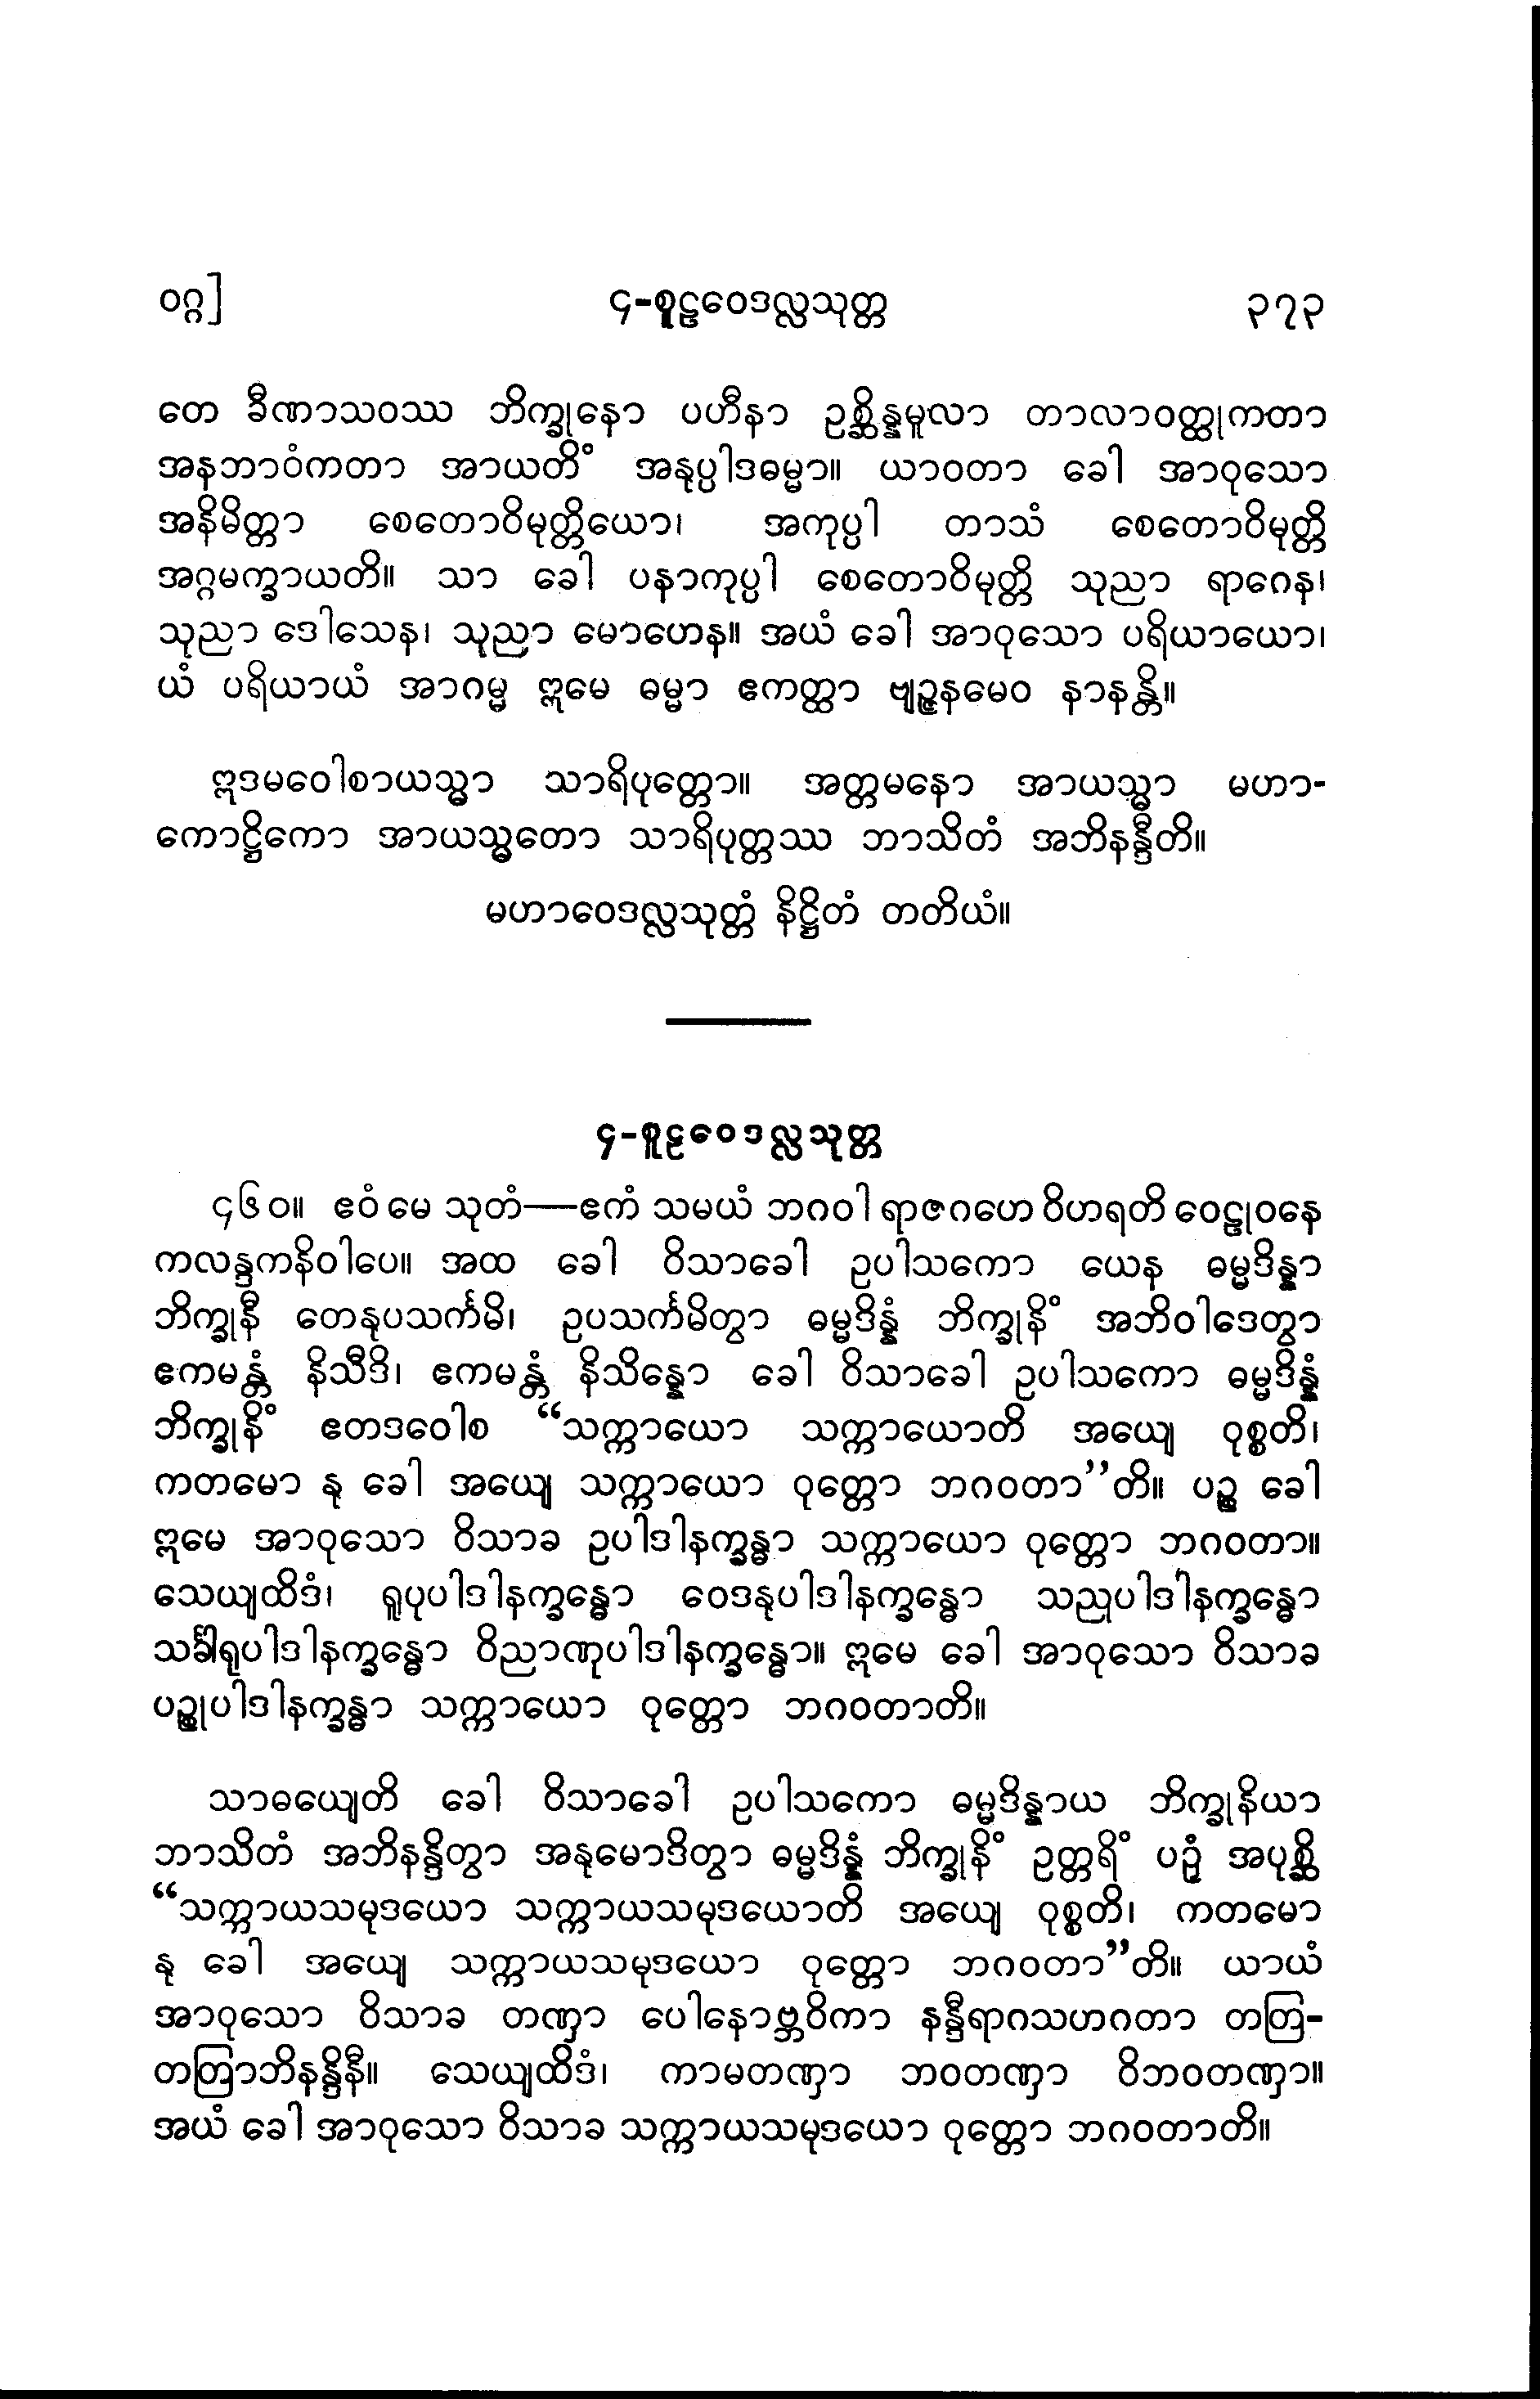 ဝဂ္ဂ] ၄-စူဠဝေဒလ္လသုတ္တ ၃၇၃
တေ ခီဏာသဝဿ ဘိက္ခုနော ပဟီနာ ဥစ္ဆိန္နမူလာ တာလာဝတ္ထုကတာ
အနဘာဝံကတာ အာယတိံ အနုပ္ပါဒဓမ္မာ။ ယာဝတာ ခေါ အာဝုသော
အနိမိတ္တာ စေတောဝိမုတ္တိယော၊ အကုပ္ပါ တာသံ စေတောဝိမုတ္တိ
အဂ္ဂမက္ခာယတိ။ သာ ခေါ ပနာကုပ္ပါ စေတောဝိမုတ္တိ သုညာ ရာဂေန၊
သုညာ ဒေါသေန၊ သုညာ မောဟေန။ အယံ ခေါ အာဝုသော ပရိယာယော၊
ယံ ပရိယာယံ အာဂမ္မ ဣမေ ဓမ္မာ ဧကတ္ထာ ဗျဉ္ဇနမေဝ နာနန္တိ။
ဣဒမဝေါစာယသ္မာ သာရိပုတ္တော။ အတ္တမနော အာယသ္မာ မဟာ-
ကောဋ္ဌိကော အာယသ္မတော သာရိပုတ္တဿ ဘာသိတံ အဘိနန္ဒီတိ။
မဟာဝေဒလ္လသုတ္တံ နိဋ္ဌိတံ တတိယံ။
၄-စူဠဝေဒလ္လသုတ္တ
၄၆၀။ ဧဝံ မေ သုတံ—ဧကံ သမယံ ဘဂဝါ ရာဇဂဟေ ဝိဟရတိ ဝေဠုဝနေ
ကလန္ဒကနိဝါပေ။ အထ ခေါ ဝိသာခေါ ဥပါသကော ယေန ဓမ္မဒိန္နာ
ဘိက္ခုနီ တေနုပသင်္ကမိ၊ ဥပသင်္ကမိတွာ ဓမ္မဒိန္နံ ဘိက္ခုနိံ အဘိဝါဒေတွာ
ဧကမန္တံ နိသီဒိ၊ ဧကမန္တံ နိသိန္နော ခေါ ဝိသာခေါ ဥပါသကော ဓမ္မဒိန္နံ
ဘိက္ခုနိံ ဧတဒဝေါစ “သက္ကာယော သက္ကာယောတိ အယျေ ဝုစ္စတိ၊
ကတမော နု ခေါ အယျေ သက္ကာယော ဝုတ္တော ဘဂဝတာ”တိ။ ပဉ္စ ခေါ
ဣမေ အာဝုသော ဝိသာခ ဥပါဒါနက္ခန္ဓာ သက္ကာယော ဝုတ္တော ဘဂဝတာ။
သေယျထိဒံ၊ ရူပုပါဒါနက္ခန္ဓော ဝေဒနုပါဒါနက္ခန္ဓော သညုပါဒါနက္ခန္ဓော
သင်္ခါရုပါဒါနက္ခန္ဓော ဝိညာဏုပါဒါနက္ခန္ဓော။ ဣမေ ခေါ အာဝုသော ဝိသာခ
ပဉ္စုပါဒါနက္ခန္ဓာ သက္ကာယော ဝုတ္တော ဘဂဝတာတိ။
သာဓယျေတိ ခေါ ဝိသာခေါ ဥပါသကော ဓမ္မဒိန္နာယ ဘိက္ခုနိယာ
ဘာသိတံ အဘိနန္ဒိတွာ အနုမောဒိတွာ ဓမ္မဒိန္နံ ဘိက္ခုနိံ ဥတ္တရိံ ပဉှံ အပုစ္ဆိ
“သက္ကာယသမုဒယော သက္ကာယသမုဒယောတိ အယျေ ဝုစ္စတိ၊ ကတမော
နု ခေါ အယျေ သက္ကာယသမုဒယော ဝုတ္တော ဘဂဝတာ”တိ။ ယာယံ
အာဝုသော ဝိသာခ တဏှာ ပေါနောဗ္ဘဝိကာ နန္ဒီရာဂသဟဂတာ တတြ-
တတြာဘိနန္ဒိနီ။ သေယျထိဒံ၊ ကာမတဏှာ ဘဝတဏှာ ဝိဘဝတဏှာ။
အယံ ခေါ အာဝုသော ဝိသာခ သက္ကာယသမုဒယော ဝုတ္တော ဘဂဝတာတိ။